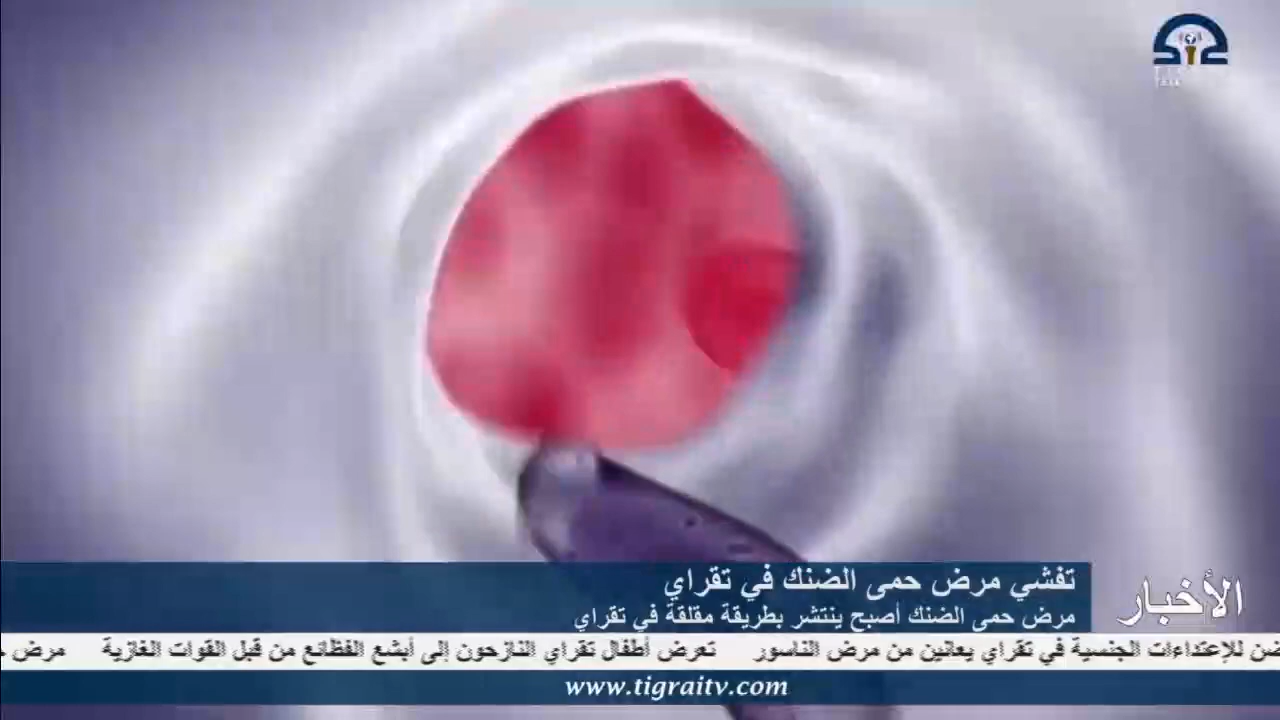 تفشي مرض حمى الضنك في تقراي
مرض حمى الضنك أصبح ينتشر بطريقة مقلقة في تقراي
الأخبار
للإعتداءات الجنسية في تقراي يعانين من مرض الناسور تعرض أطفال تقراي النازحون إلى أبشع الفظائع من قبل القوات الغازية مرض
www.tigraitv.com